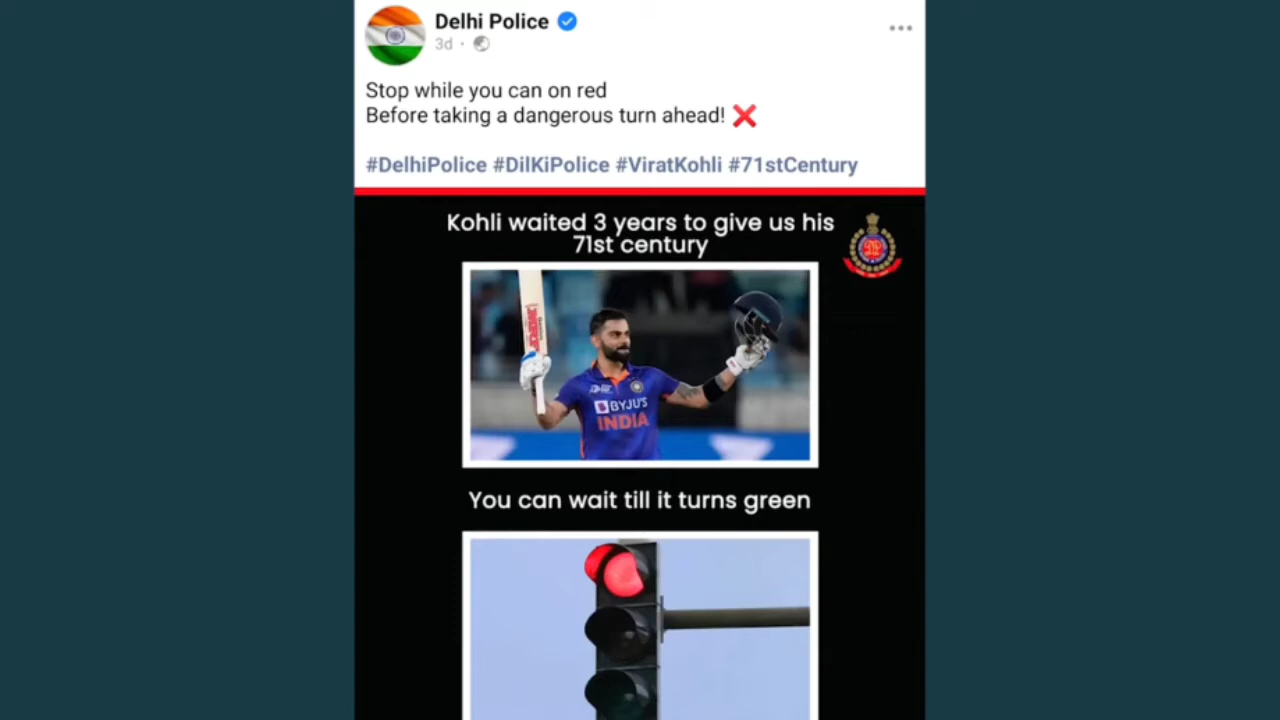 Delhi Police
3d ·
Stop while you can on red
Before taking a dangerous turn ahead! ❌
#DelhiPolice #DilKiPolice #ViratKohli #71stCentury
Kohli waited 3 years to give us his
71st century
BYJU'S
INDIA
You can wait till it turns green